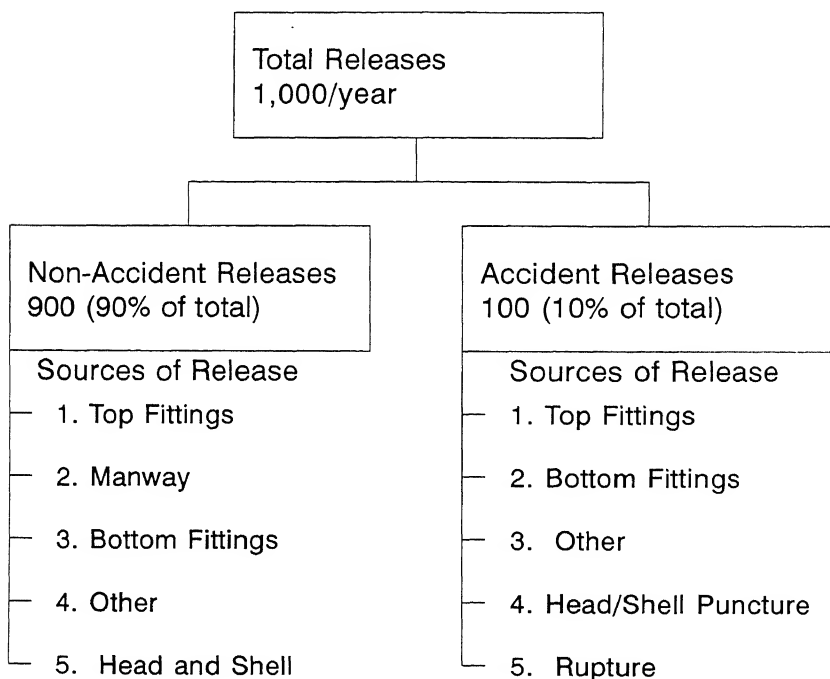 Total Releases
1,000/year
Non-Accident Releases
900 (90% of total)
Sources of Release
1. Top Fittings
2. Manway
3. Bottom Fittings
4. Other
5. Head and Shell
Accident Releases
100 (10% of total)
Sources of Release
1. Top Fittings
2. Bottom Fittings
3. Other
4. Head/Shell Puncture
5. Rupture